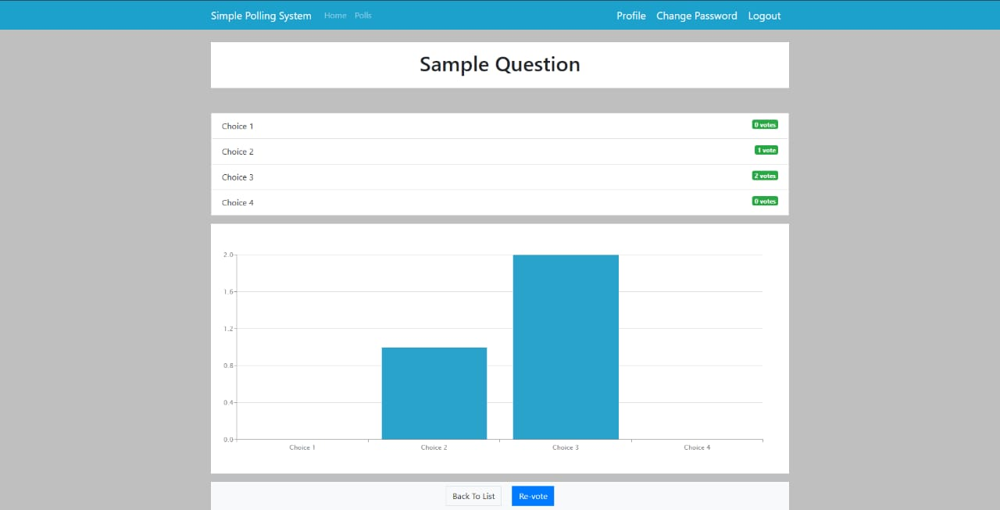 Simple Polling System Home Polls Profile Change Password Logout
Sample Question
Choice 1 0 votes
Choice 2 1 vote
Choice 3 2 votes
Choice 4 0 votes
2.0
1.6
1.2
0.8
0.4
0.0
Choice 1 Choice 2 Choice 3 Choice 4
Back To List Re-vote